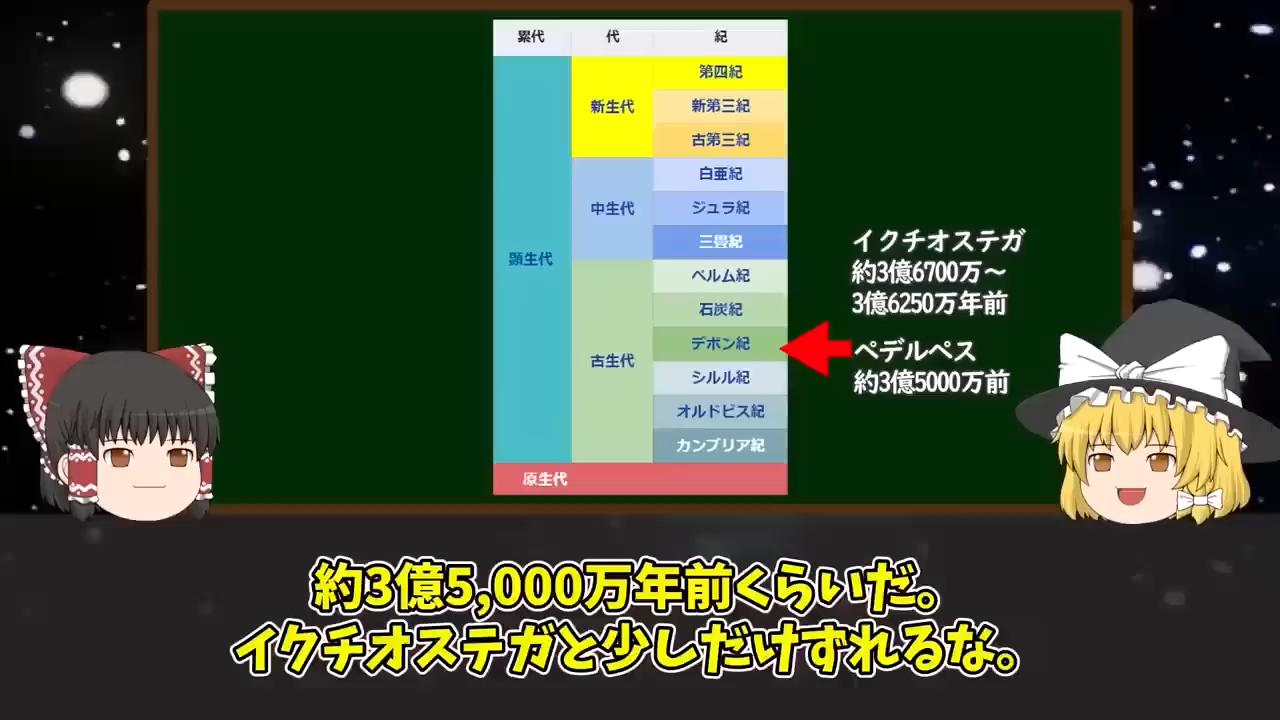 累代
代
紀
顕生代
新生代
第四紀
新第三紀
古第三紀
中生代
白亜紀
ジュラ紀
三畳紀
古生代
ペルム紀
石炭紀
デボン紀
シルル紀
オルドビス紀
カンブリア紀
原生代
イクチオステガ
約3億6700万～
3億6250万年前
ペデルペス
約3億5000万前
約3億5,000万年前くらいだ。
イクチオステガと少しだけずれるな。